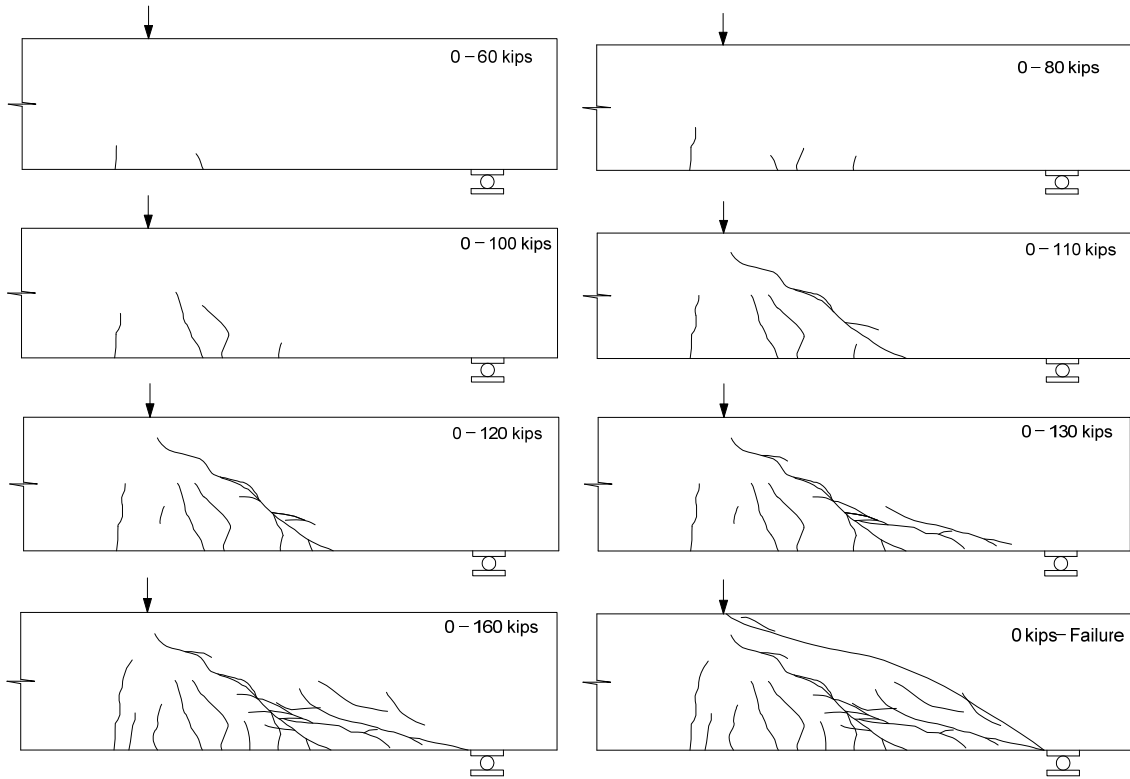 0 – 60 kips
0 – 80 kips
0 – 100 kips
0 – 110 kips
0 – 120 kips
0 – 130 kips
0 – 160 kips
0 kips– Failure